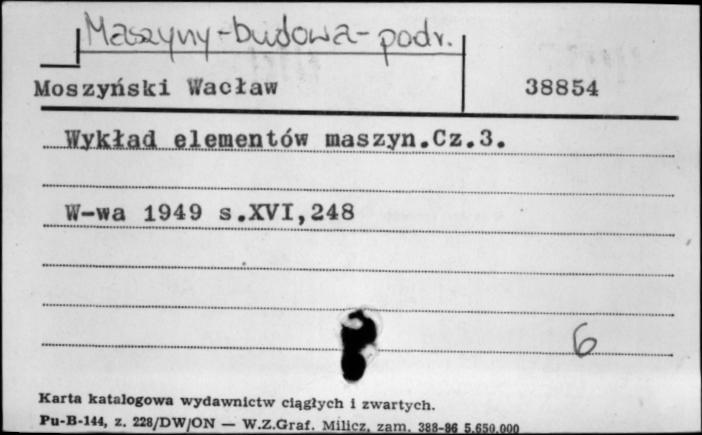 Maszyny-budowa-podr.
Moszyński Wacław 38854
Wykład elementów maszyn.Cz.3.
W-wa 1949 s.XVI,248
6
Karta katalogowa wydawnictw ciągłych i zwartych.
Pu-B-144, z. 228/DW/ON — W.Z.Graf. Milicz, zam. 388-86 5.650.000